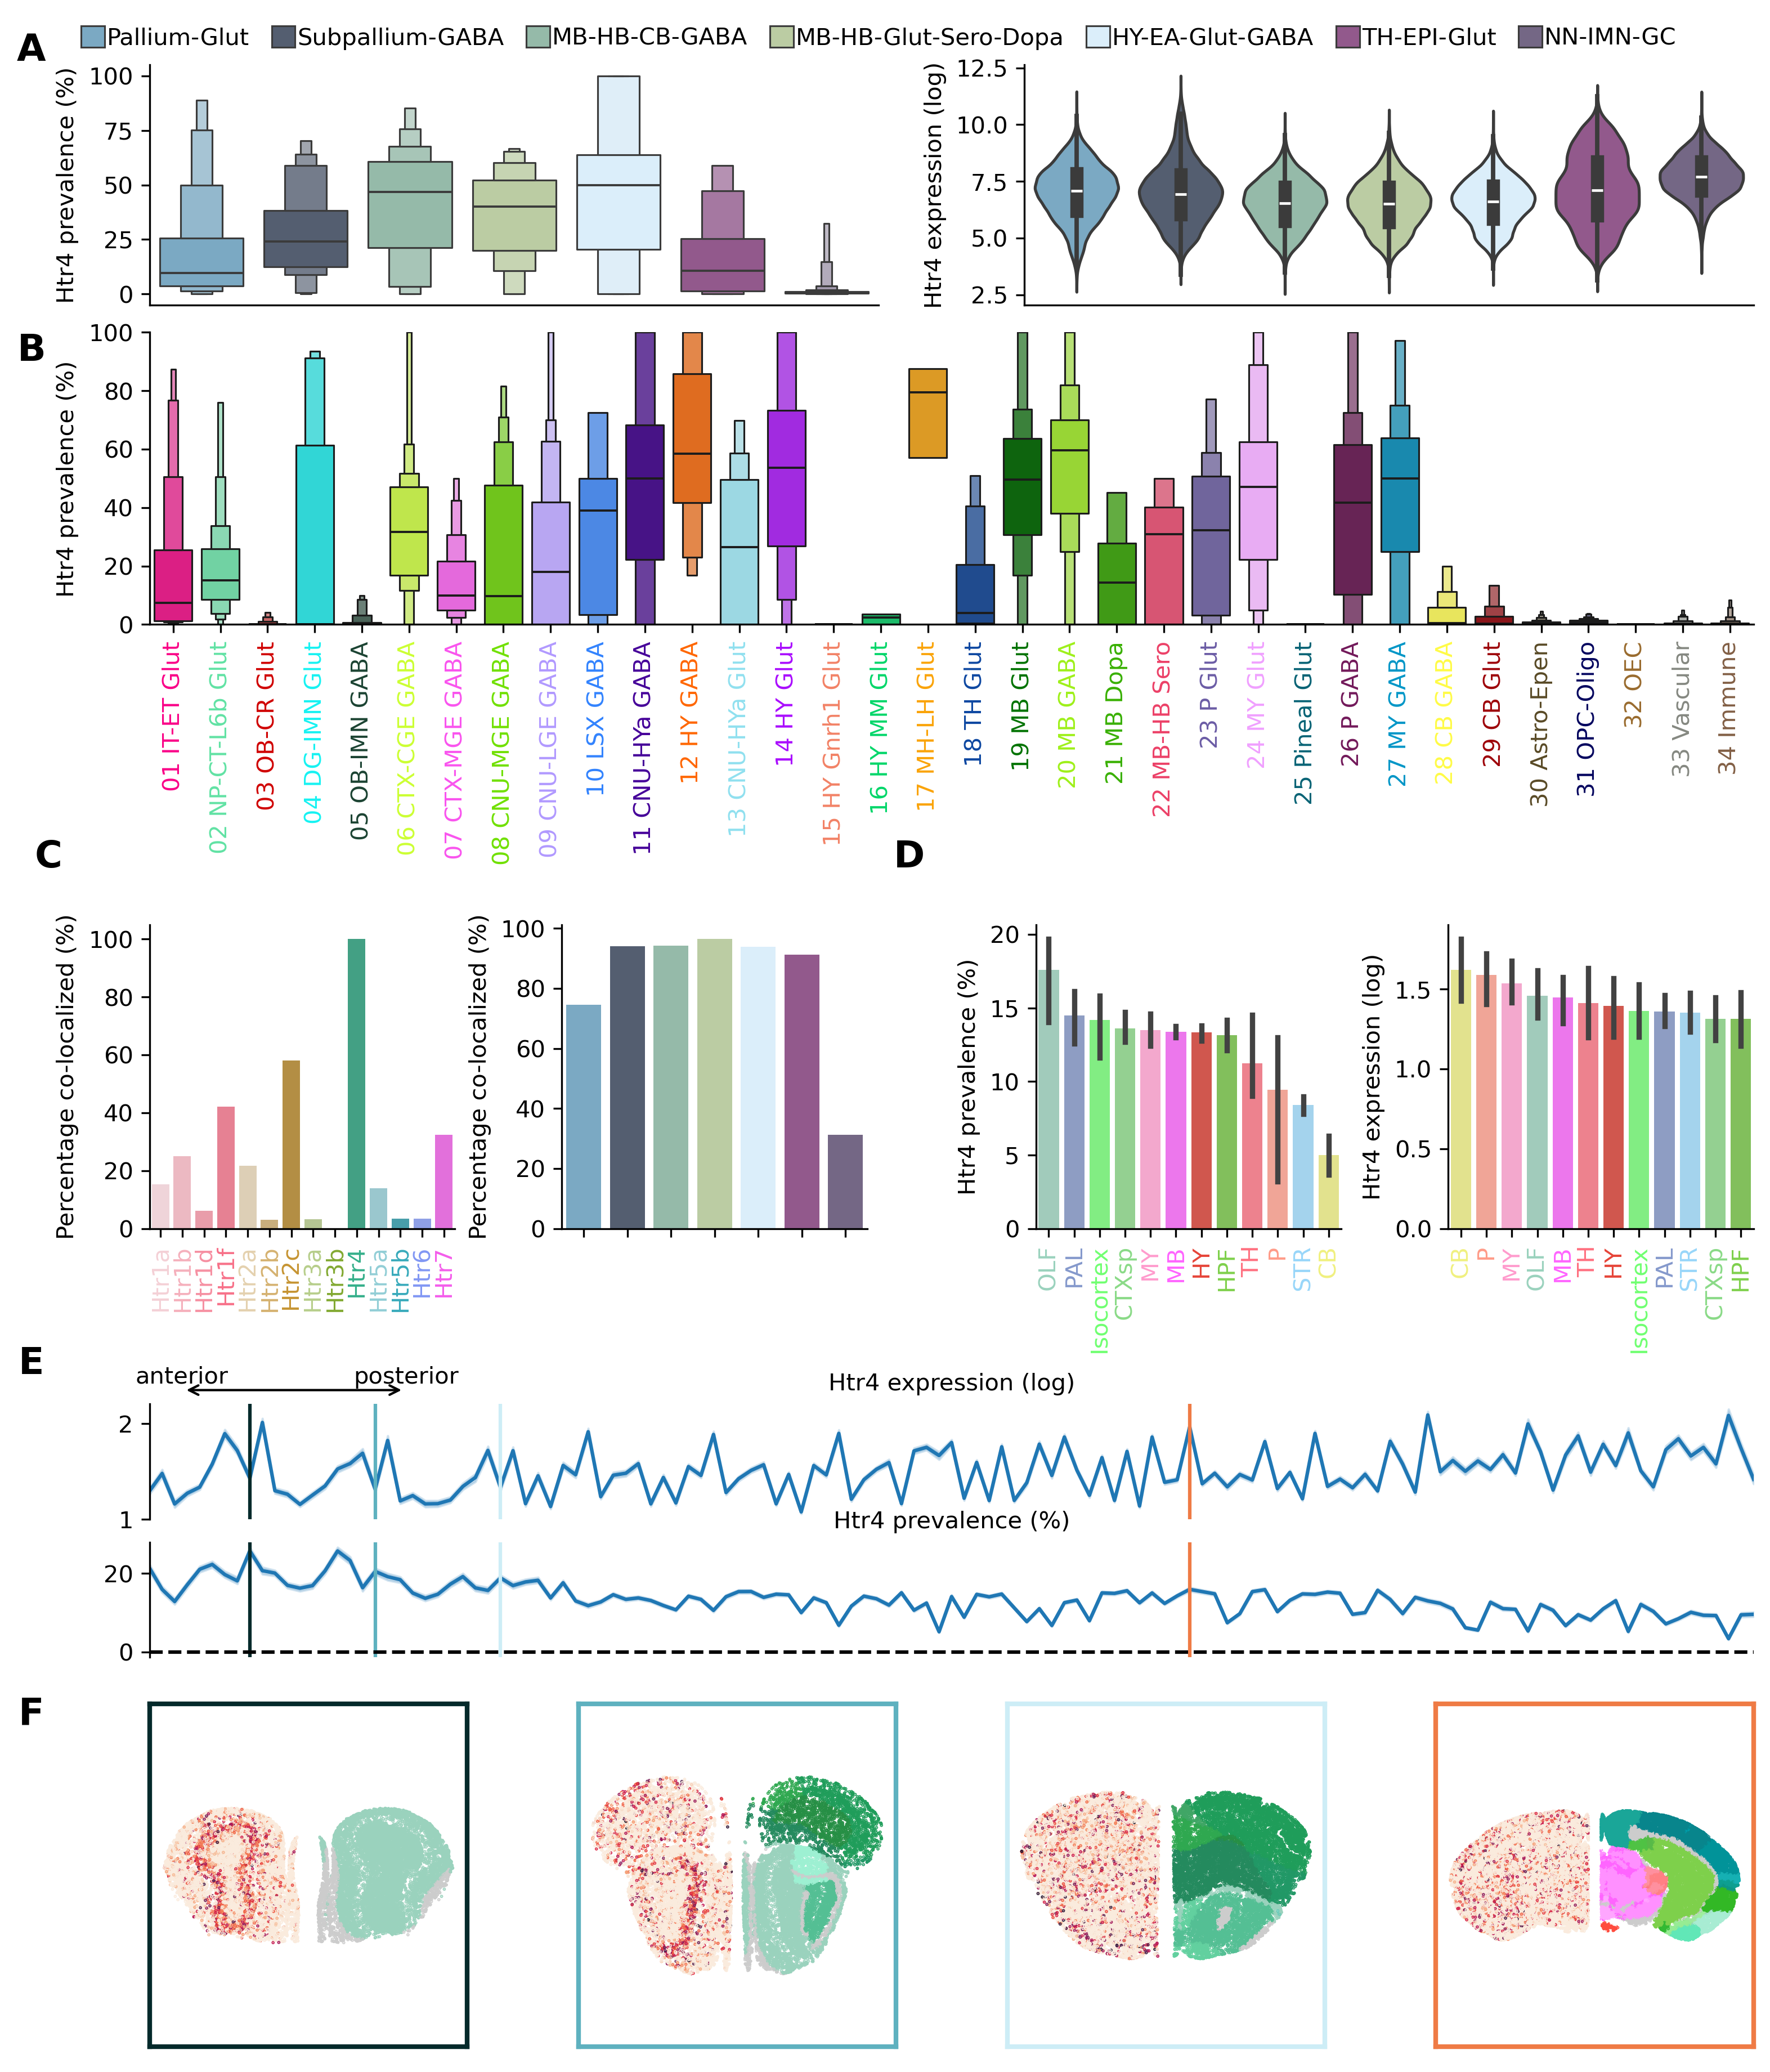 A
Pallium-Glut Subpallium-GABA MB-HB-CB-GABA MB-HB-Glut-Sero-Dopa HY-EA-Glut-GABA TH-EPI-Glut NN-IMN-GC
Htr4 prevalence (%)
100
75
50
25
0
Htr4 expression (log)
12.5
10.0
7.5
5.0
2.5
B
Htr4 prevalence (%)
100
80
60
40
20
0
01 IT-ET Glut
02 NP-CT-L6b Glut
03 OB-CR Glut
04 DG-IMN Glut
05 OB-IMN GABA
06 CTX-CGE GABA
07 CTX-MGE GABA
08 CNU-MGE GABA
09 CNU-LGE GABA
10 LSX GABA
11 CNU-HYa GABA
12 HY GABA
13 CNU-HYa Glut
14 HY Glut
15 HY Gnrh1 Glut
16 HY MM Glut
17 MH-LH Glut
18 TH Glut
19 MB Glut
20 MB GABA
21 MB Dopa
22 MB-HB Sero
23 P Glut
24 MY Glut
25 Pineal Glut
26 P GABA
27 MY GABA
28 CB GABA
29 CB Glut
30 Astro-Epen
31 OPC-Oligo
32 OEC
33 Vascular
34 Immune
C
Percentage co-localized (%)
100
80
60
40
20
0
Htr1a
Htr1b
Htr1d
Htr1f
Htr2a
Htr2b
Htr2c
Htr3a
Htr3b
Htr4
Htr5a
Htr5b
Htr6
Htr7
Percentage co-localized (%)
100
80
60
40
20
0
D
Htr4 prevalence (%)
20
15
10
5
0
OLF
PAL
Isocortex
CTXsp
MY
MB
HY
HPF
TH
P
STR
CB
Htr4 expression (log)
1.5
1.0
0.5
0.0
CB
P
MY
OLF
MB
TH
HY
Isocortex
PAL
STR
CTXsp
HPF
E
anterior posterior
Htr4 expression (log)
2
1
Htr4 prevalence (%)
20
0
F